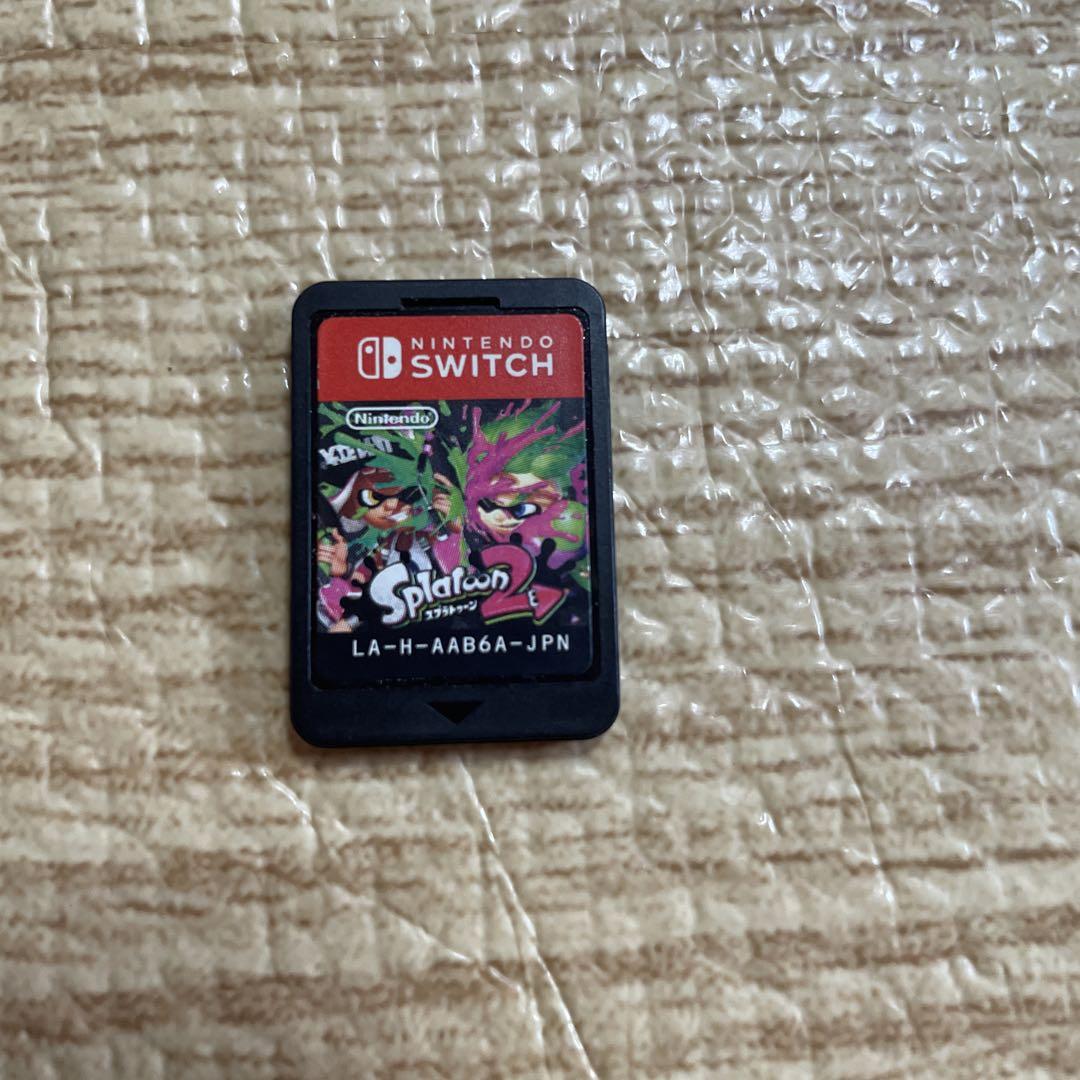 NINTENDO
SWITCH
Nintendo
Splatoon 2
スプラトゥーン
LA-H-AAB6A-JPN